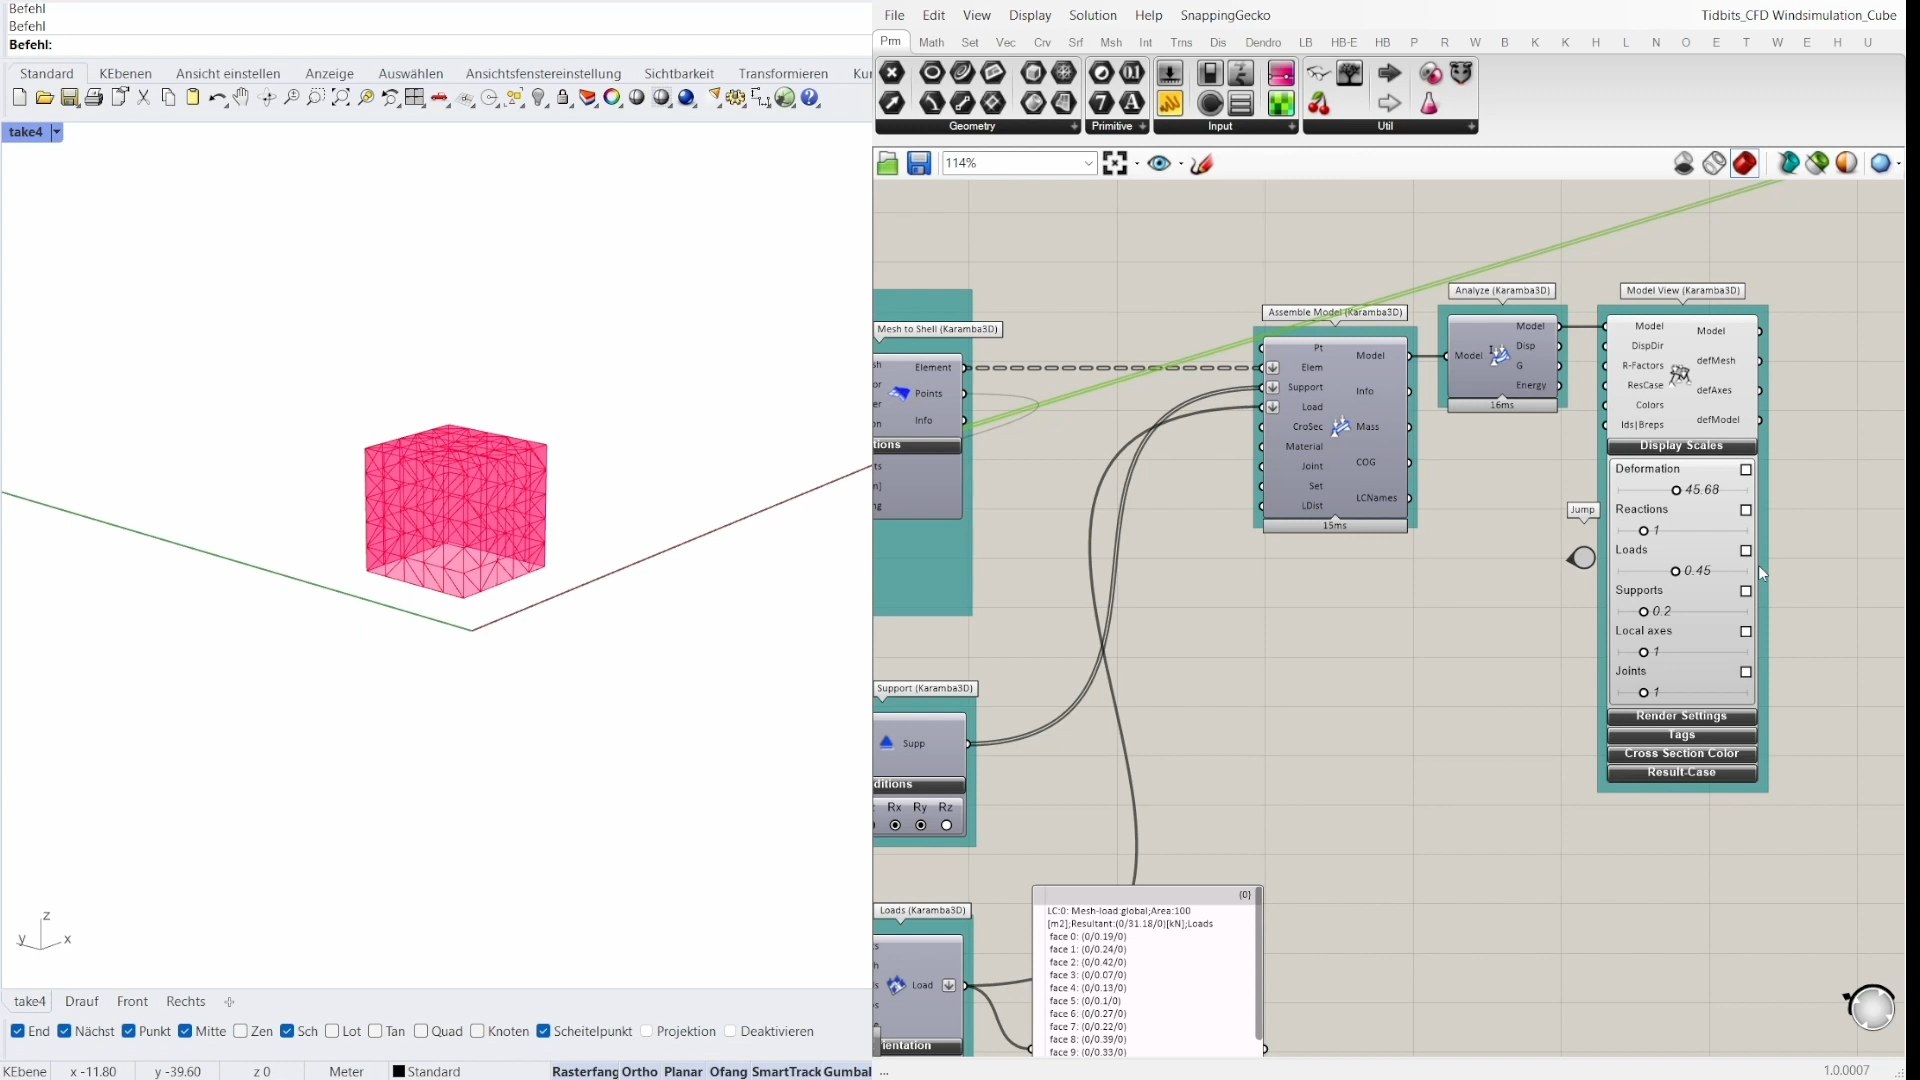 Befehl
Befehl
Befehl:
Standard KEbenen Ansicht einstellen Anzeige Auswählen Ansichtsfenstereinstellung Sichtbarkeit Transformieren Ku
take4
z
y x
take4 Drauf Front Rechts
End Nächst Punkt Mitte Zen Sch Lot Tan Quad Knoten Scheitelpunkt Projektion Deaktivieren
KEbene x -11.80 y -39.60 z 0 Meter Standard Rasterfang Ortho Planar Ofang SmartTrack Gumbal
File Edit View Display Solution Help SnappingGecko Tidbits_CFD Windsimulation_Cube
Prm Math Set Vec Crv Srf Msh Int Trns Dis Dendro LB HB-E HB P R W B K K H L N O E T W E H U
Geometry Primitive Input Util
114%
Mesh to Shell (Karamba3D)
Element
Points
Info
tions
Support (Karamba3D)
Supp
ditions
Rx Ry Rz
Loads (Karamba3D)
Load
ientation
Assemble Model (Karamba3D)
Pt
Elem
Support
Load
CroSec
Material
Joint
Set
LDist
Model
Info
Mass
COG
LCNames
15ms
Analyze (Karamba3D)
Model
Model
Disp
G
Energy
16ms
Model View (Karamba3D)
Model
DispDir
R-Factors
ResCase
Colors
Ids|Breps
Model
defMesh
defAxes
defModel
Display Scales
Deformation
45.68
Reactions
1
Loads
0.45
Supports
0.2
Local axes
1
Joints
1
Render Settings
Tags
Cross Section Color
Result-Case
Jump
{0}
LC:0: Mesh-load:global;Area:100
[m2];Resultant:(0/31.18/0)[kN];Loads
face 0: (0/0.19/0)
face 1: (0/0.24/0)
face 2: (0/0.42/0)
face 3: (0/0.07/0)
face 4: (0/0.13/0)
face 5: (0/0.1/0)
face 6: (0/0.27/0)
face 7: (0/0.22/0)
face 8: (0/0.39/0)
face 9: (0/0.33/0)
...
1.0.0007